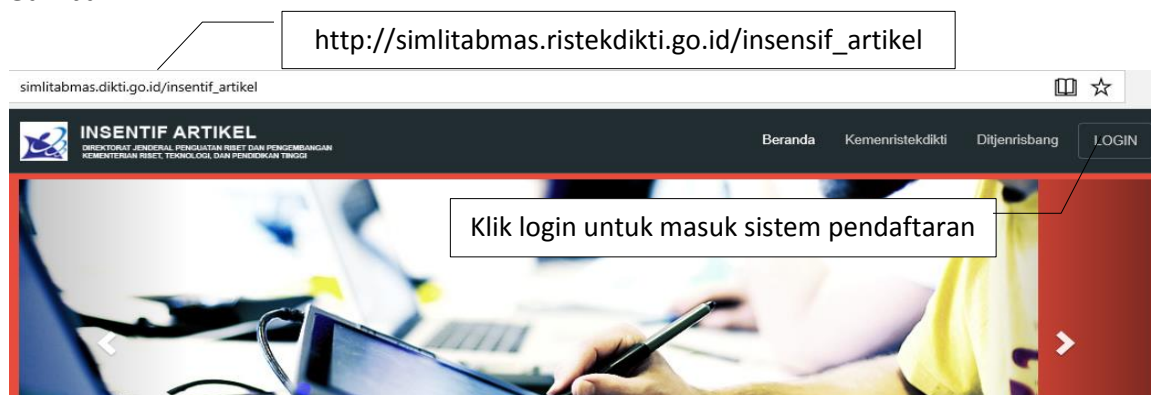 http://simlitabmas.ristekdikti.go.id/insensif_artikel
simlitabmas.dikti.go.id/insentif_artikel
INSENTIF ARTIKEL
DIREKTORAT JENDERAL PENGUATAN RISET DAN PENGEMBANGAN
KEMENTERIAN RISET, TEKNOLOGI, DAN PENDIDIKAN TINGGI
Beranda Kemenristekdikti Ditjenrisbang LOGIN
Klik login untuk masuk sistem pendaftaran